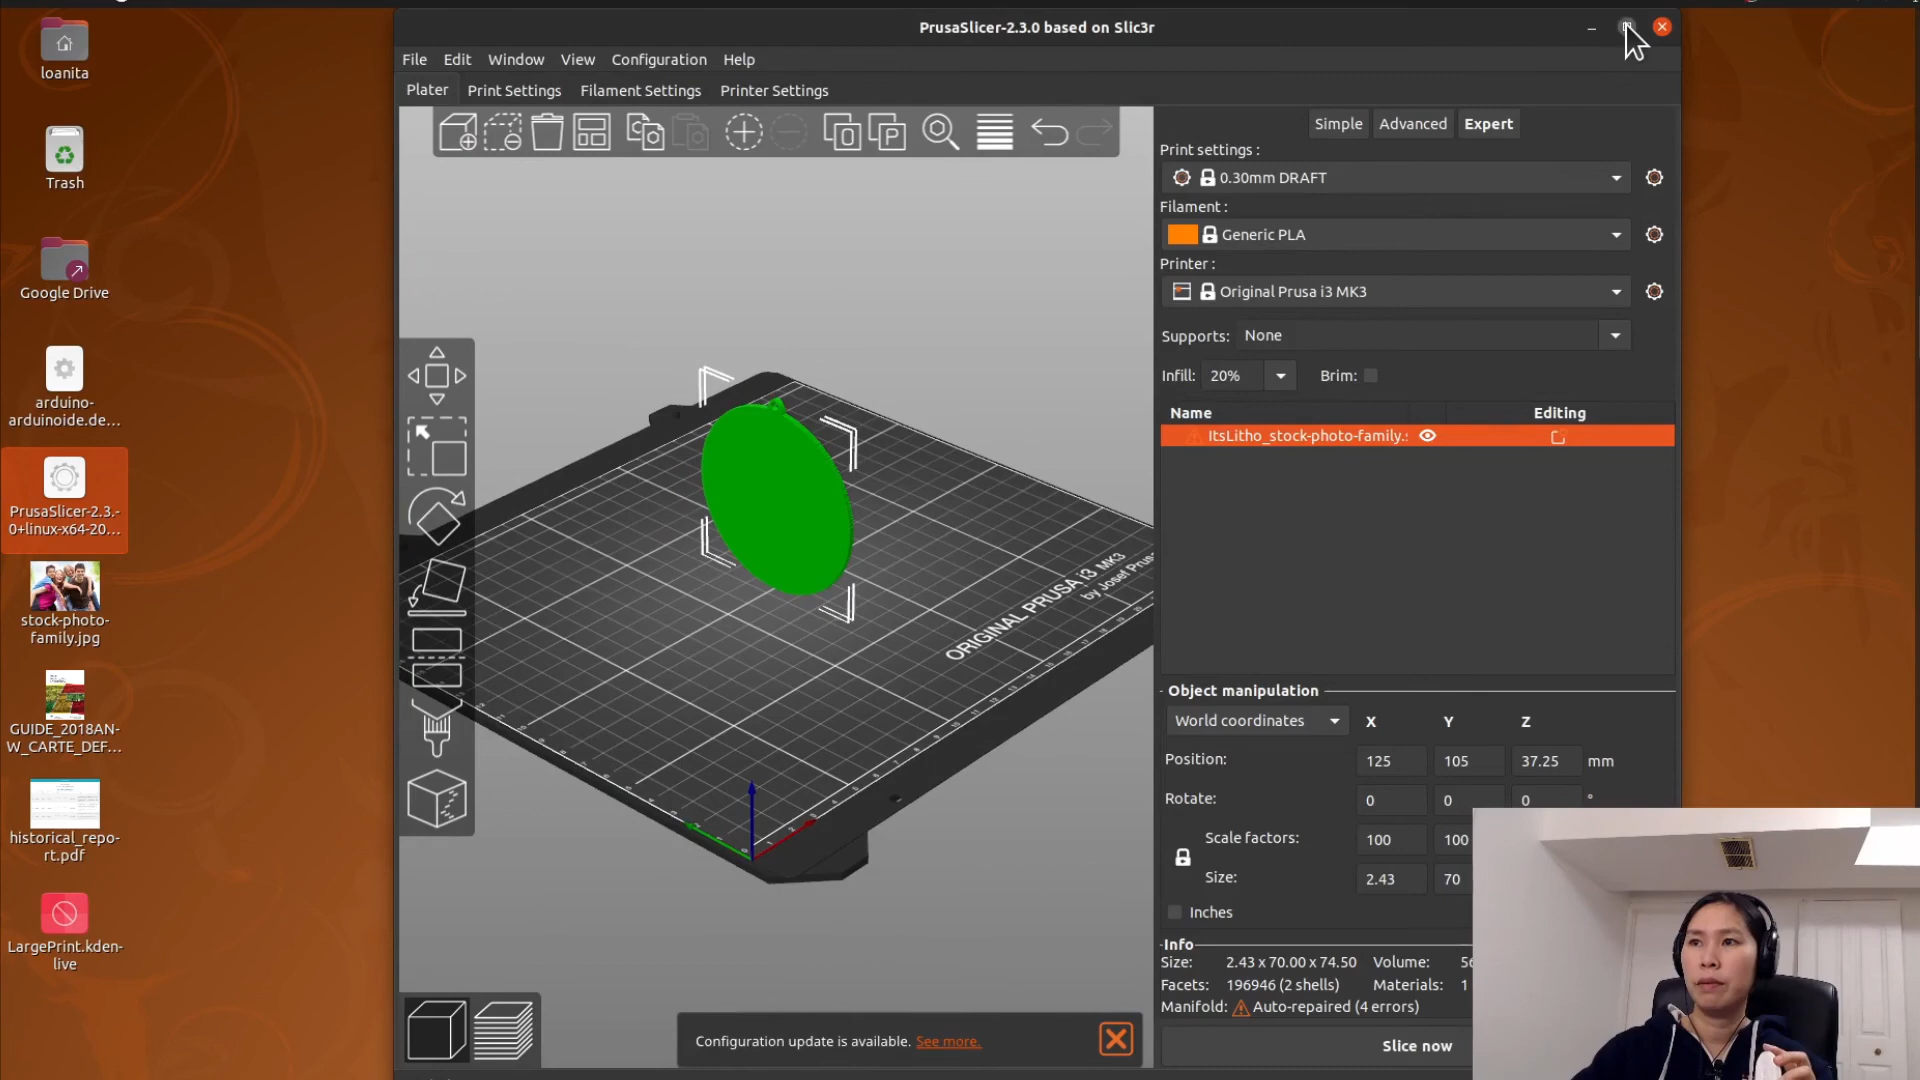 PrusaSlicer-2.3.0 based on Slic3r
File Edit Window View Configuration Help
Plater Print Settings Filament Settings Printer Settings
Simple Advanced Expert
Print settings :
0.30mm DRAFT
Filament :
Generic PLA
Printer :
Original Prusa i3 MK3
Supports: None
Infill: 20% Brim:
Name Editing
ItsLitho_stock-photo-family.:
Object manipulation
World coordinates X Y Z
Position: 125 105 37.25 mm
Rotate: 0 0 0 °
Scale factors: 100 100
Size: 2.43 70
Inches
Info
Size: 2.43 x 70.00 x 74.50 Volume: 56
Facets: 196946 (2 shells) Materials: 1
Manifold: Auto-repaired (4 errors)
Slice now
Configuration update is available. See more.
ORIGINAL PRUSA i3 MK3
by Josef Prusa
loanita
Trash
Google Drive
arduino-
arduinoide.de...
PrusaSlicer-2.3.-
0+linux-x64-20...
stock-photo-
family.jpg
GUIDE_2018AN-
W_CARTE_DEF...
historical_repo-
rt.pdf
LargePrint.kden-
live